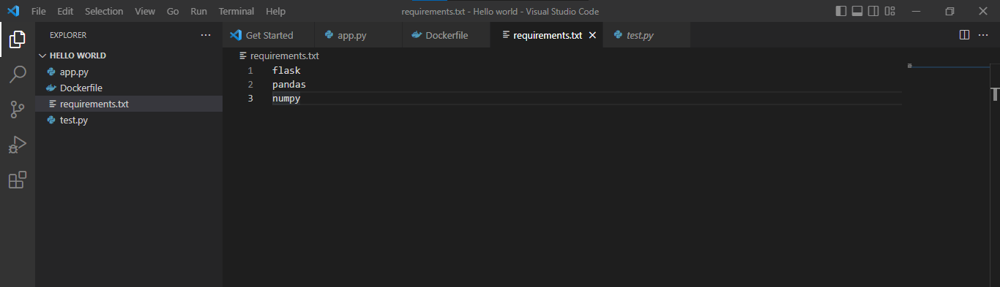 File Edit Selection View Go Run Terminal Help requirements.txt - Hello world - Visual Studio Code
EXPLORER
HELLO WORLD
app.py
Dockerfile
requirements.txt
test.py
Get Started app.py Dockerfile requirements.txt test.py
requirements.txt
1 flask
2 pandas
3 numpy